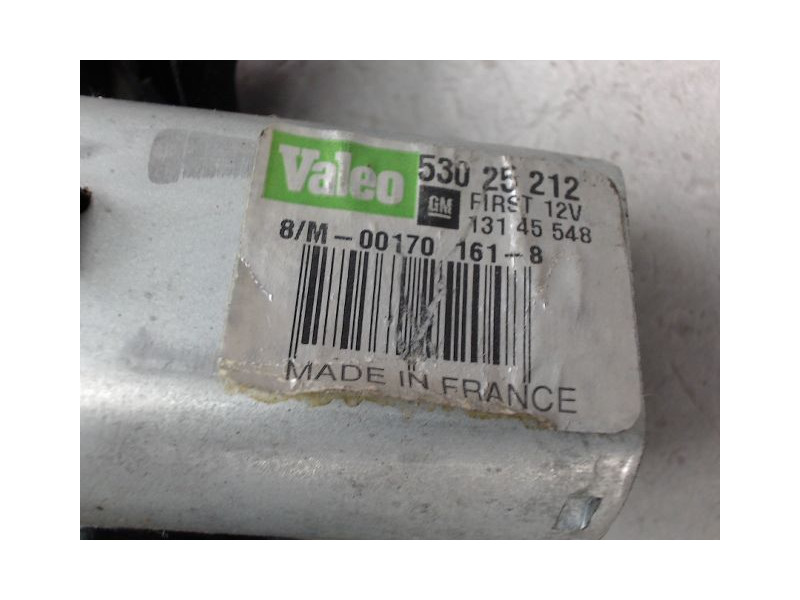 Valeo 530 25 212
GM FIRST 12V
131 45 548
8/M-00170 161-8
MADE IN FRANCE